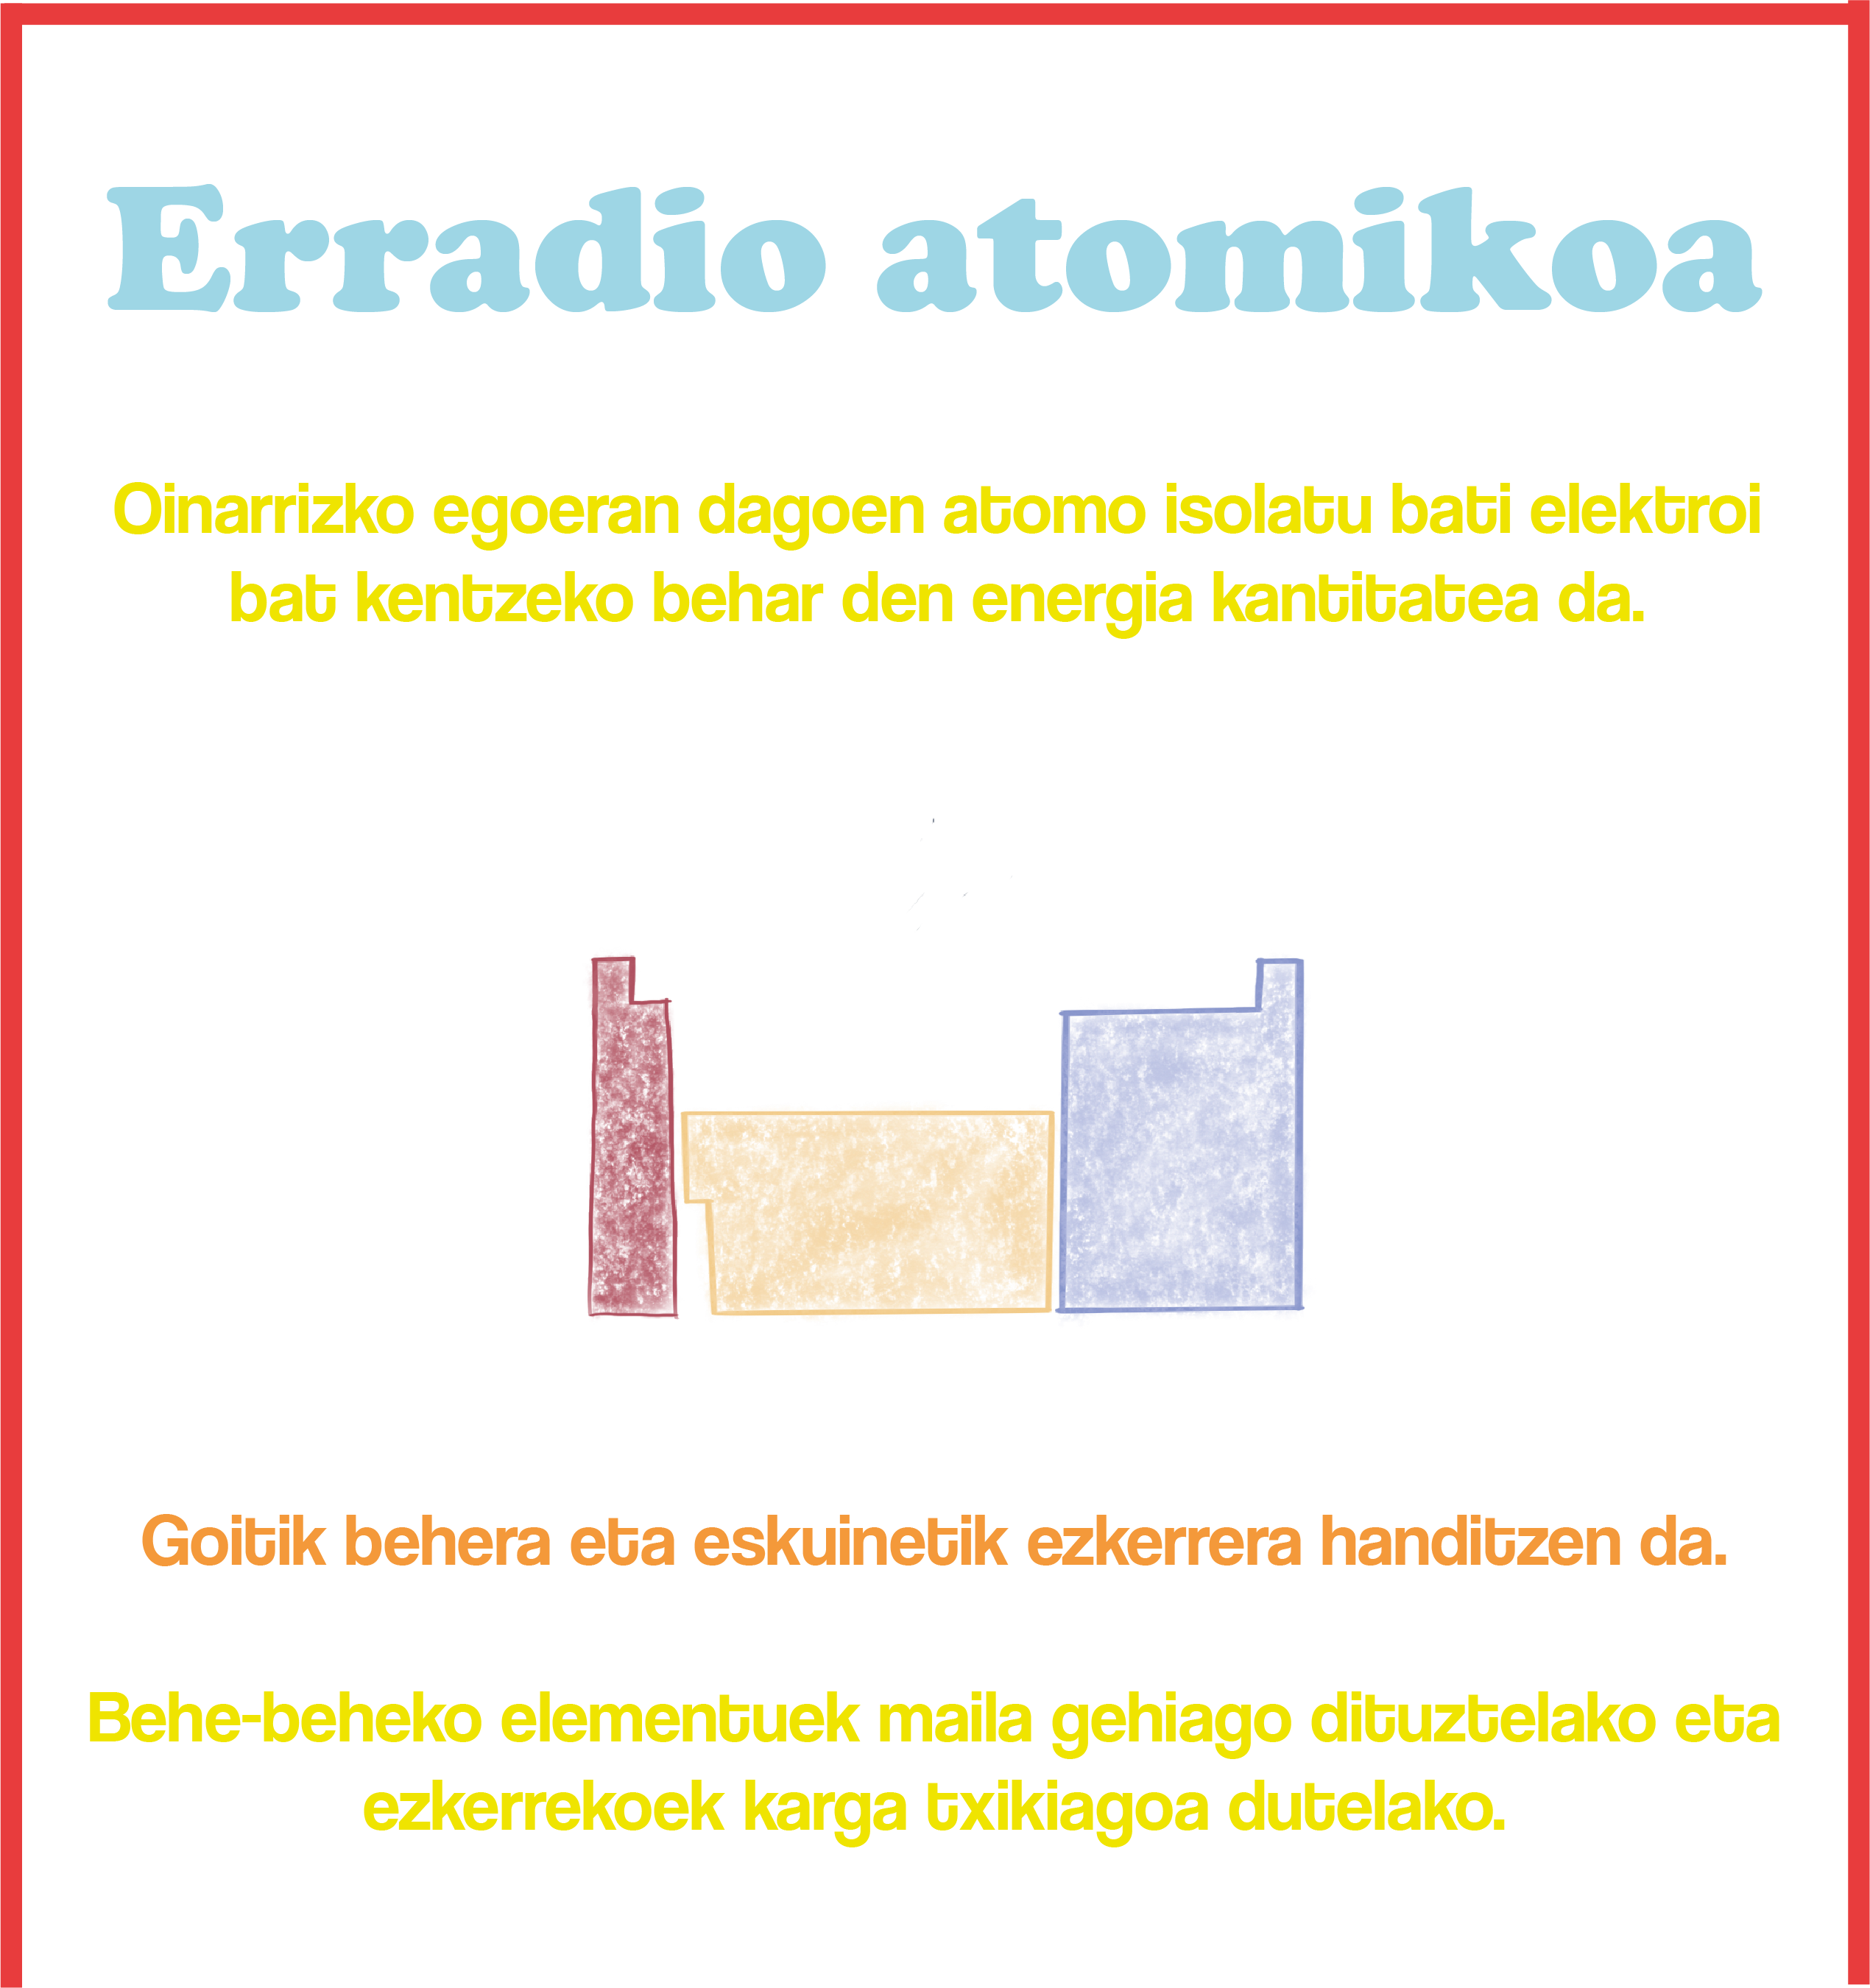 Erradio atomikoa
Oinarrizko egoeran dagoen atomo isolatu bati elektroi
bat kentzeko behar den energia kantitatea da.
Goitik behera eta eskuinetik ezkerrera handitzen da.
Behe-beheko elementuek maila gehiago dituztelako eta
ezkerrekoek karga txikiagoa dutelako.